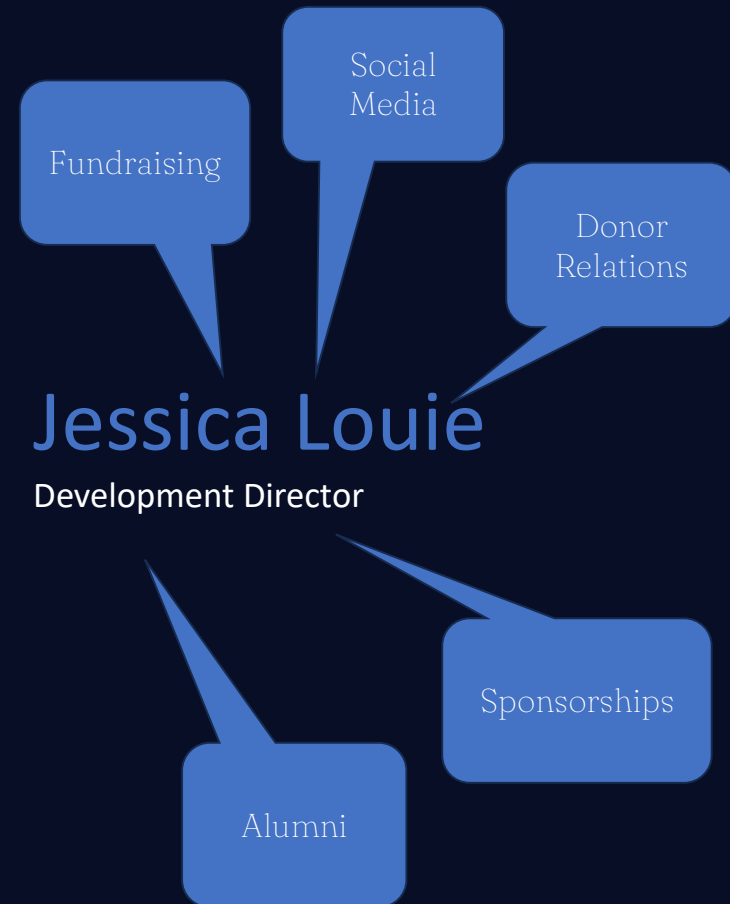 Social
Media
Fundraising
Donor
Relations
Jessica Louie
Development Director
Sponsorships
Alumni